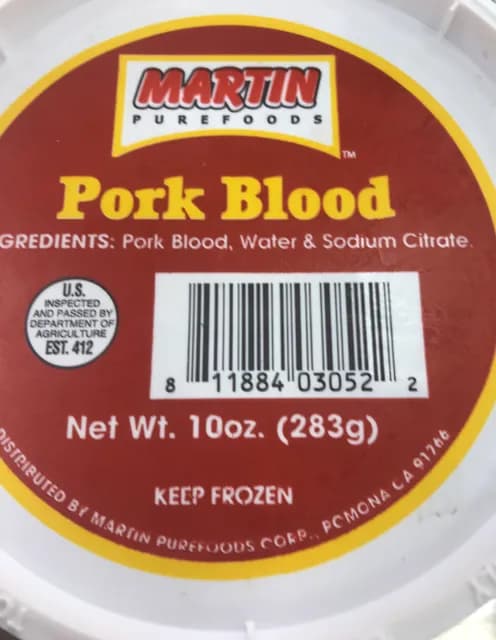 MARTIN
PUREFOODS
TM
Pork Blood
GREDIENTS: Pork Blood, Water & Sodium Citrate.
U.S.
INSPECTED
AND PASSED BY
DEPARTMENT OF
AGRICULTURE
EST. 412
8 11884 03052 2
Net Wt. 10oz. (283g)
KEEP FROZEN
DISTRIBUTED BY MARTIN PUREFOODS CORP., POMONA CA 91766